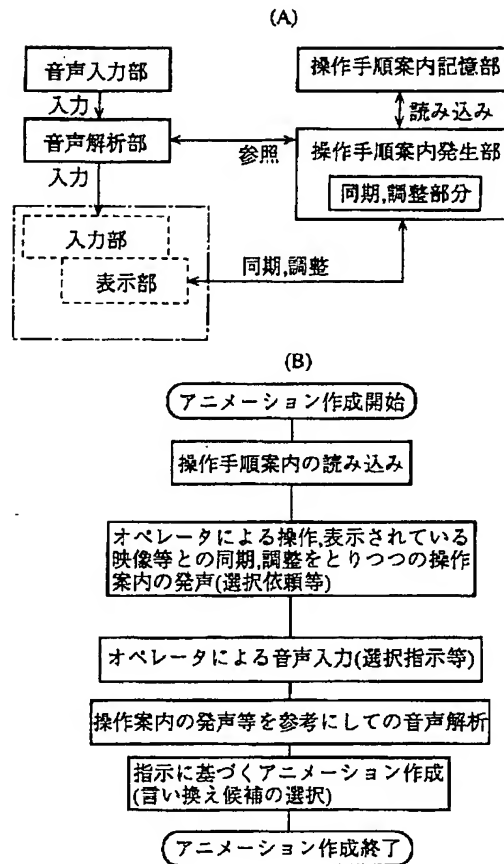 (A)
音声入力部
操作手順案内記憶部
入力
読み込み
音声解析部
参照
操作手順案内発生部
同期,調整部分
入力
入力部
表示部
同期,調整
(B)
アニメーション作成開始
操作手順案内の読み込み
オペレータによる操作,表示されている
映像等との同期,調整をとりつつの操作
案内の発声(選択依頼等)
オペレータによる音声入力(選択指示等)
操作案内の発声等を参考にしての音声解析
指示に基づくアニメーション作成
(言い換え候補の選択)
アニメーション作成終了